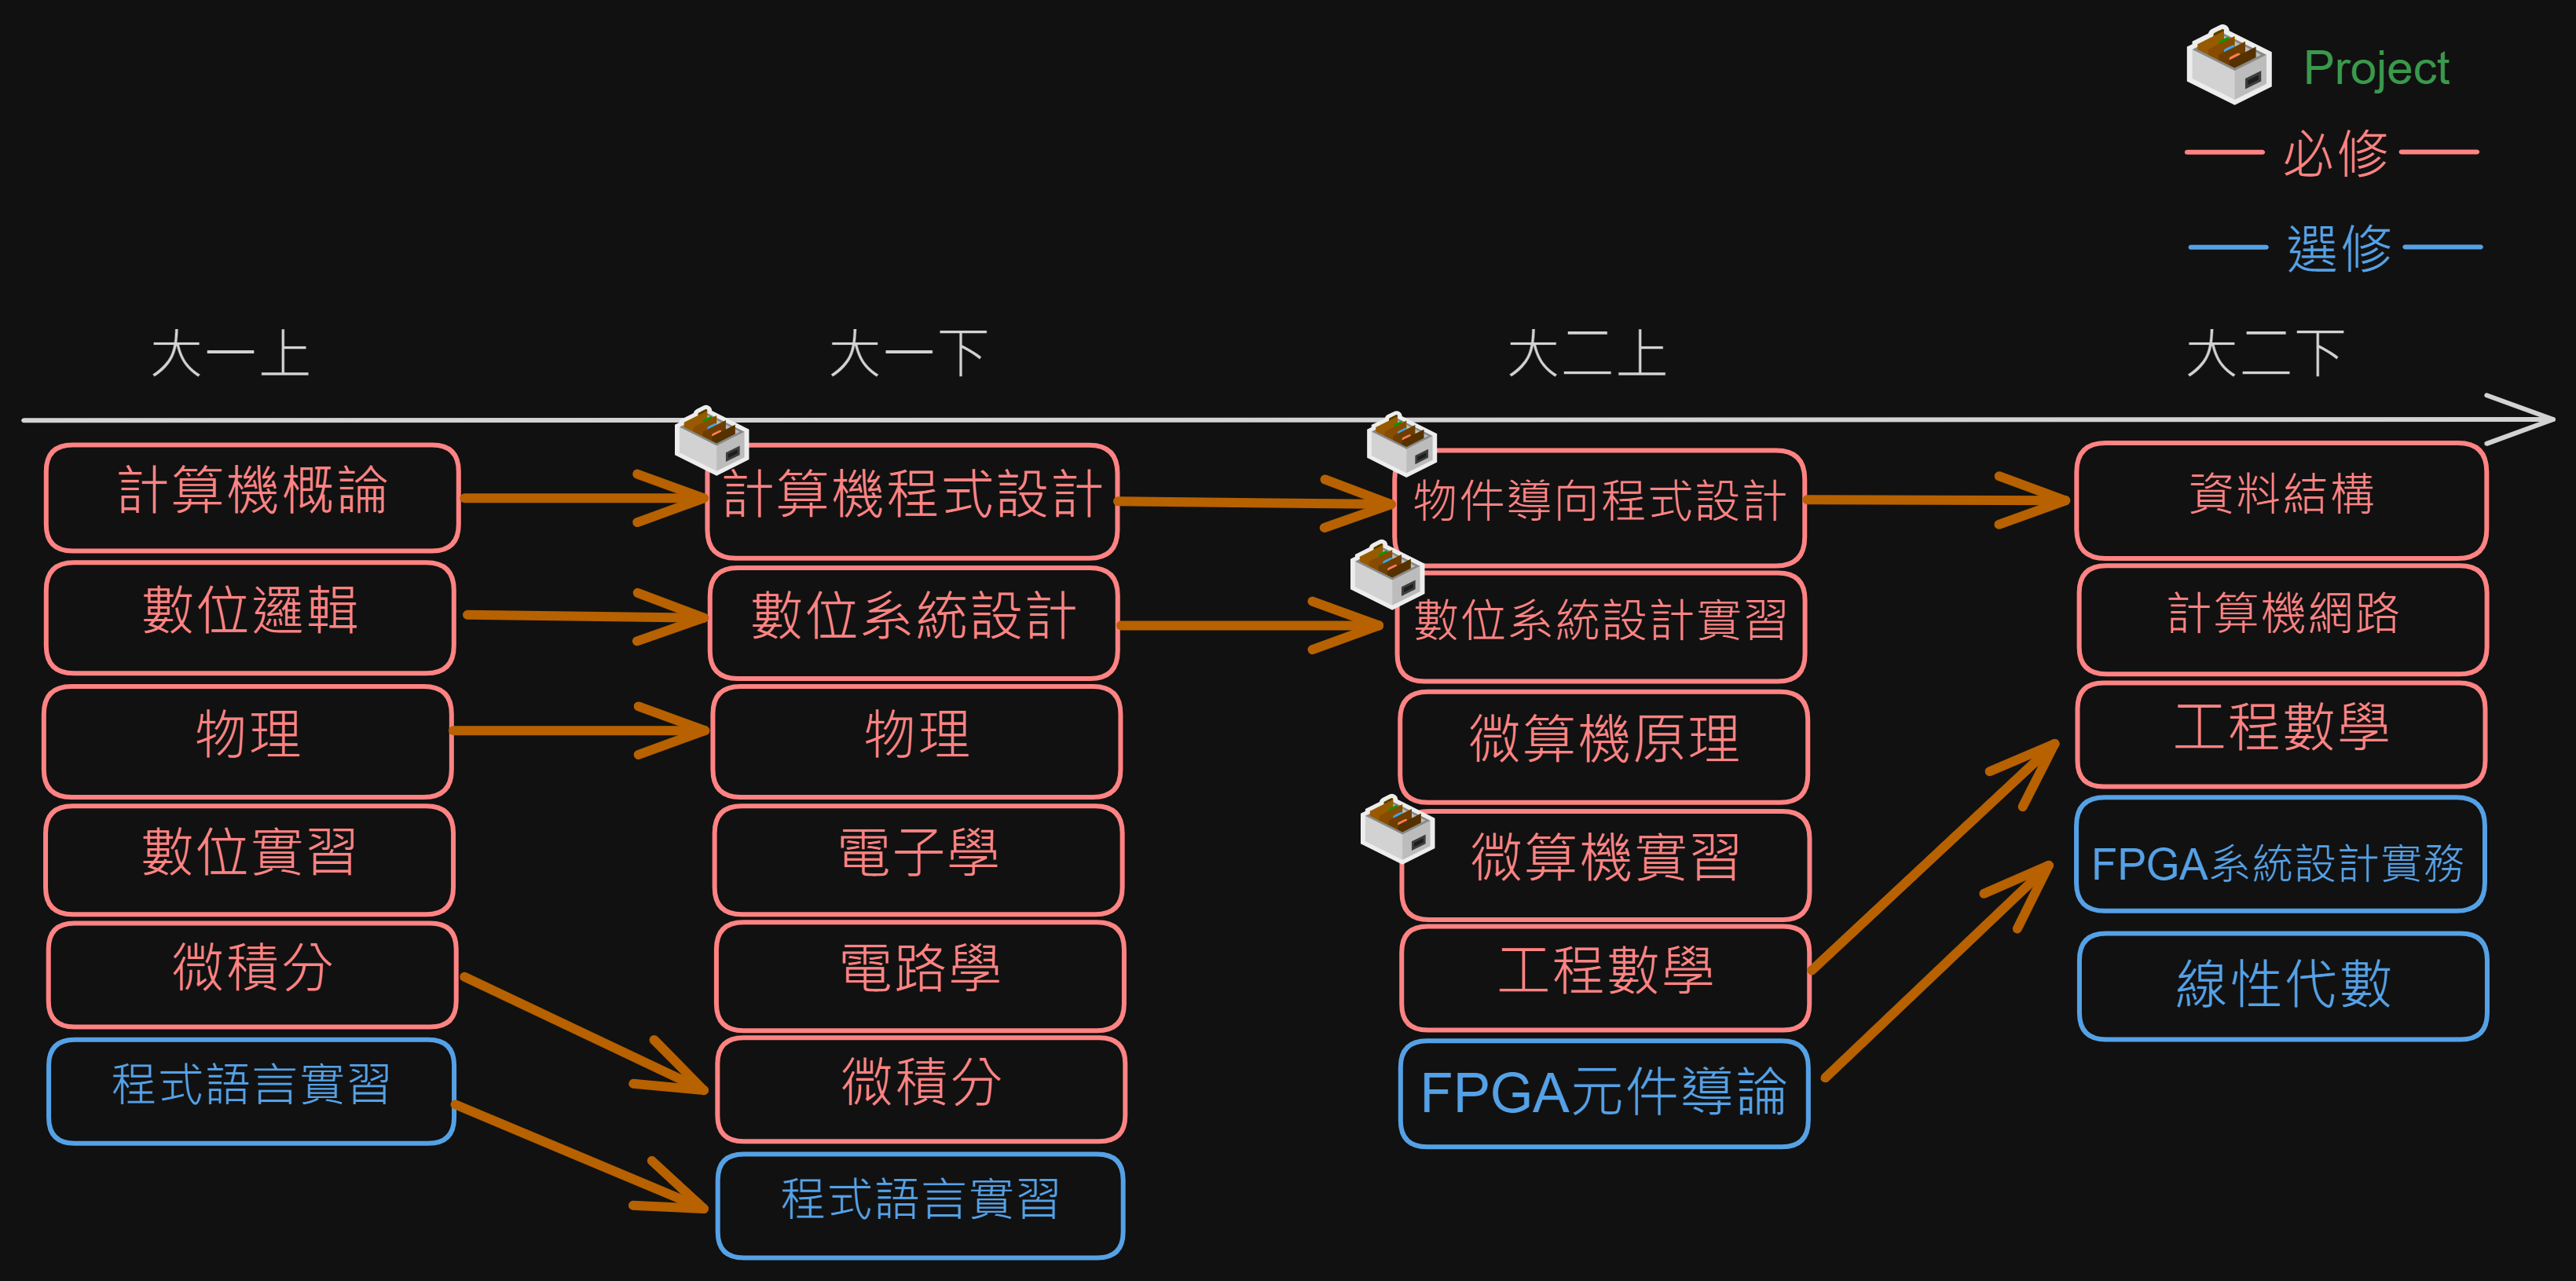 Project
必修
選修
大一上
大一下
大二上
大二下
計算機概論
數位邏輯
物理
數位實習
微積分
程式語言實習
計算機程式設計
數位系統設計
物理
電子學
電路學
微積分
程式語言實習
物件導向程式設計
數位系統設計實習
微算機原理
微算機實習
工程數學
FPGA元件導論
資料結構
計算機網路
工程數學
FPGA系統設計實務
線性代數